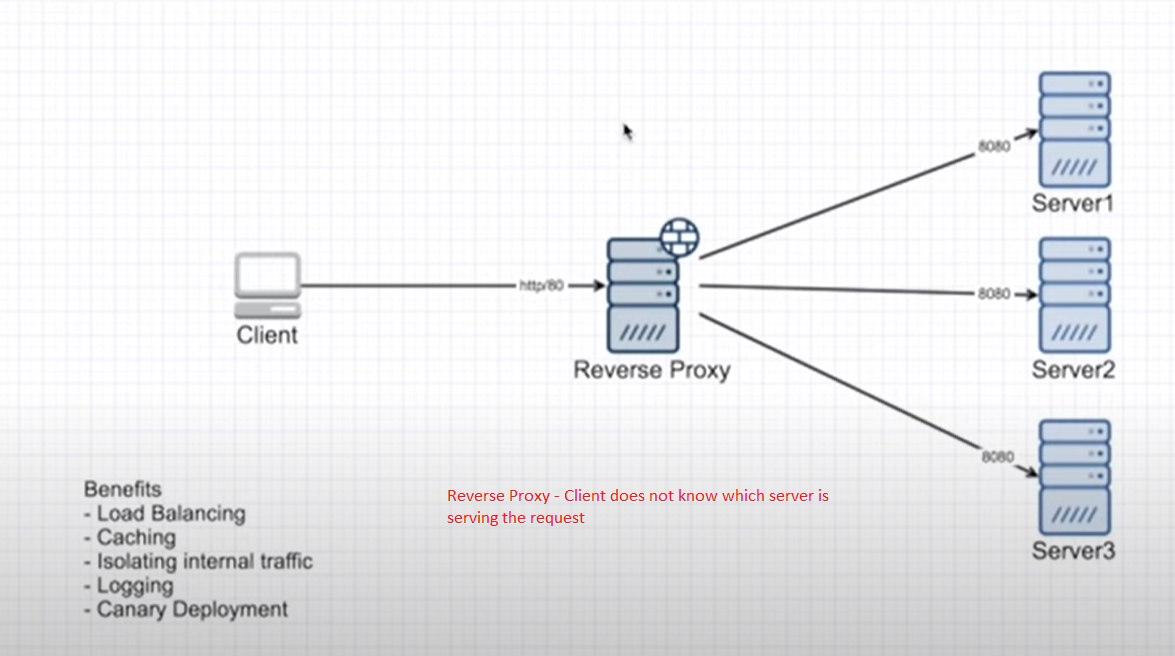 8080
Server1
http/80
8080
Client
Reverse Proxy
Server2
8080
Server3
Benefits
- Load Balancing
- Caching
- Isolating internal traffic
- Logging
- Canary Deployment
Reverse Proxy - Client does not know which server is
serving the request